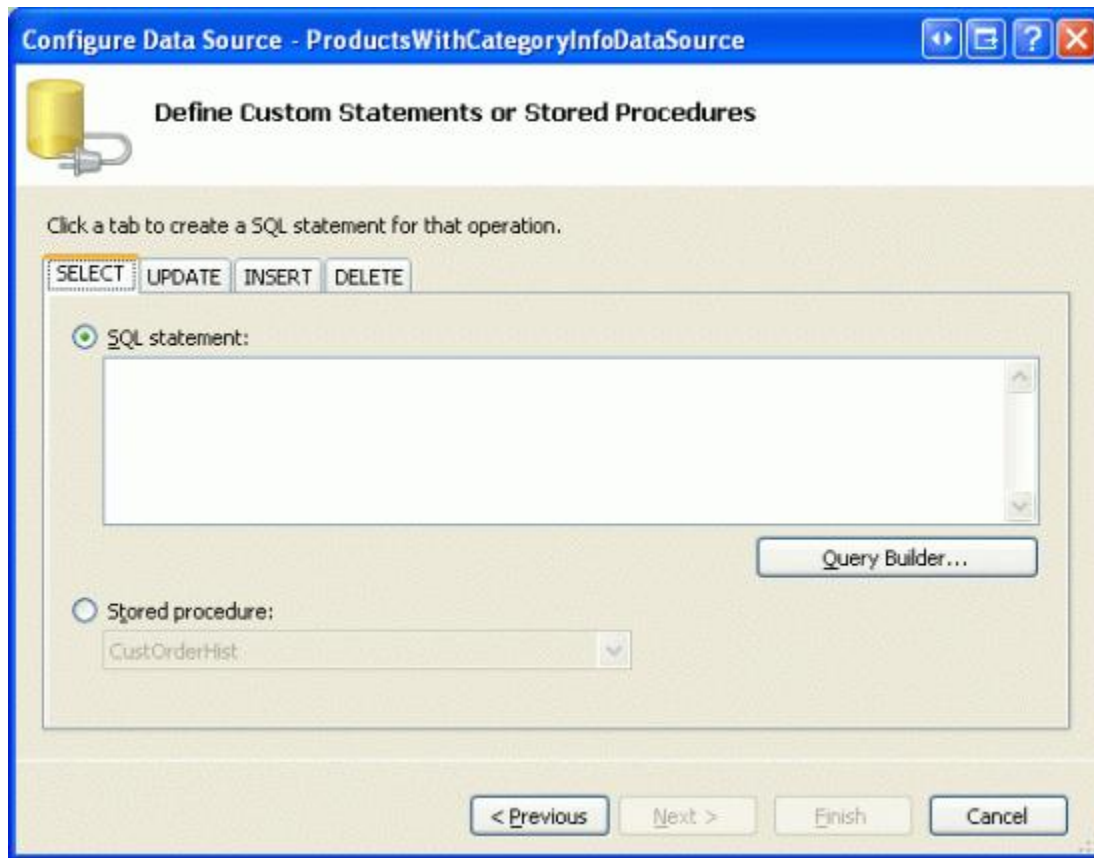 Configure Data Source - ProductsWithCategoryInfoDataSource
Define Custom Statements or Stored Procedures
Click a tab to create a SQL statement for that operation.
SELECT UPDATE INSERT DELETE
SQL statement:
Query Builder...
Stored procedure:
CustOrderHist
< Previous Next > Finish Cancel